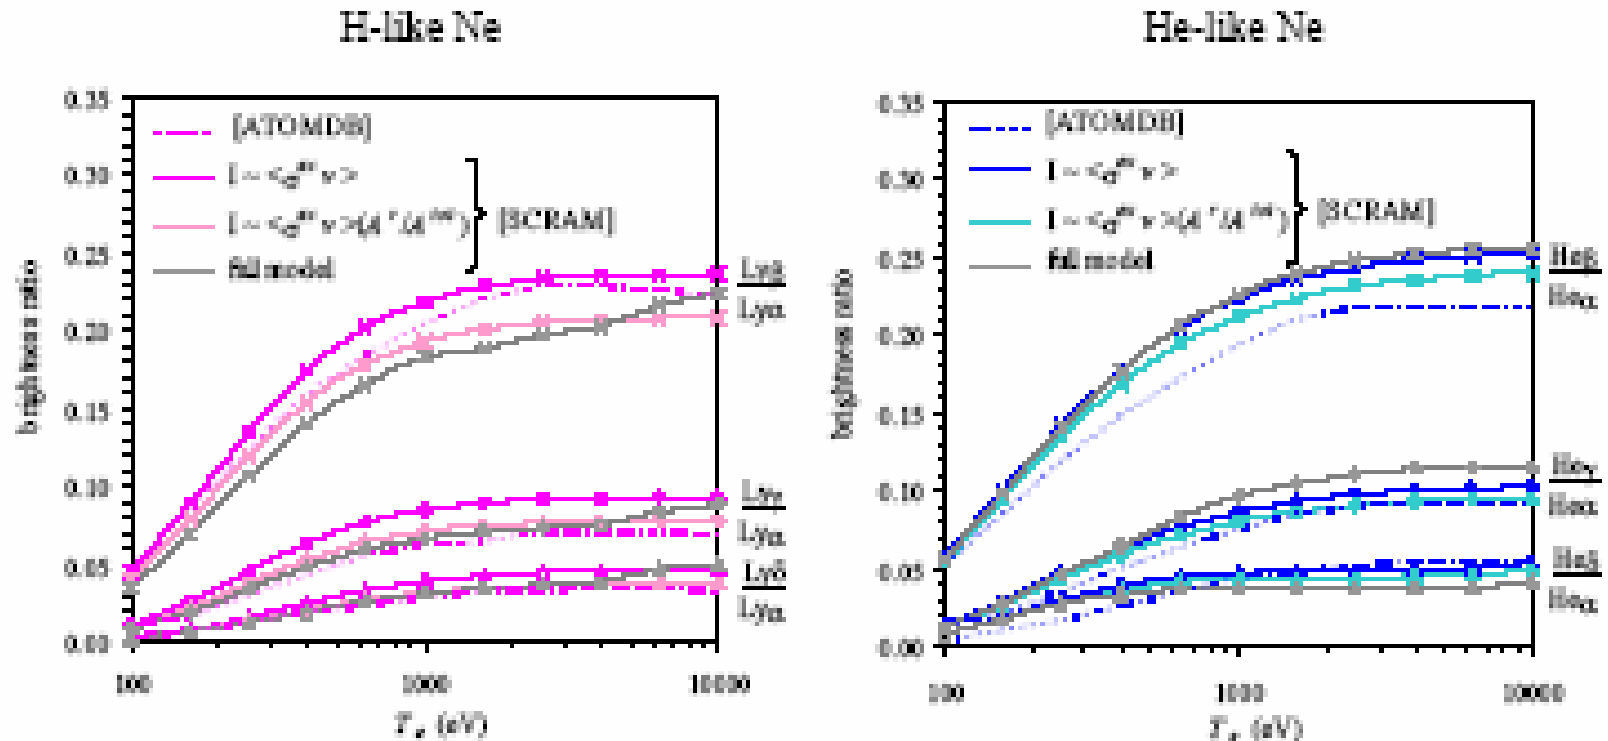 H-like Ne
He-like Ne
0.35
0.30
0.25
0.20
0.15
0.10
0.05
0.00
brightness ratio
[ATOMDB]
I ~ <σ v >
I ~ <σ v >(A /A )
full model
[SCRAM]
Lyβ
Lyα
Lyγ
Lyα
Lyδ
Lyα
100
1000
10000
Tₑ (eV)
0.35
0.30
0.25
0.20
0.15
0.10
0.05
0.00
brightness ratio
[ATOMDB]
I ~ <σ v >
I ~ <σ v >(A /A )
full model
[SCRAM]
Heβ
Heα
Heγ
Heα
Heα
100
1000
10000
Tₑ (eV)